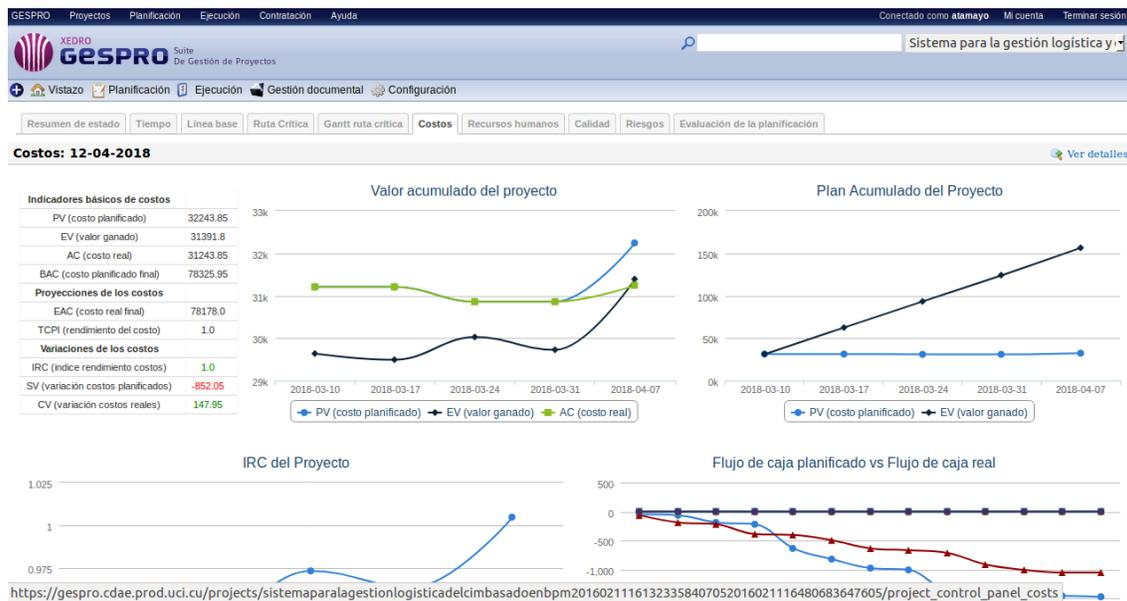 GESPRO Proyectos Planificación Ejecución Contratación Ayuda Conectado como atamayo Mi cuenta Terminar sesión
XEDRO
GESPRO Suite
De Gestión de Proyectos
Sistema para la gestión logística y
Vistazo Planificación Ejecución Gestión documental Configuración
Resumen de estado Tiempo Línea base Ruta Crítica Gantt ruta crítica Costos Recursos humanos Calidad Riesgos Evaluación de la planificación
Costos: 12-04-2018 Ver detalles
Indicadores básicos de costos
PV (costo planificado) 32243.85
EV (valor ganado) 31391.8
AC (costo real) 31243.85
BAC (costo planificado final) 78325.95
Proyecciones de los costos
EAC (costo real final) 78178.0
TCPI (rendimiento del costo) 1.0
Variaciones de los costos
IRC (indice rendimiento costos) 1.0
SV (variación costos planificados) -852.05
CV (variación costos reales) 147.95
Valor acumulado del proyecto
33k
32k
31k
30k
29k
2018-03-10 2018-03-17 2018-03-24 2018-03-31 2018-04-07
PV (costo planificado) EV (valor ganado) AC (costo real)
Plan Acumulado del Proyecto
200k
150k
100k
50k
0k
2018-03-10 2018-03-17 2018-03-24 2018-03-31 2018-04-07
PV (costo planificado) EV (valor ganado)
IRC del Proyecto
1.025
1
0.975
Flujo de caja planificado vs Flujo de caja real
500
0
-500
-1,000
https://gespro.cdae.prod.uci.cu/projects/sistemaparalagestionlogisticadelcimbasadoenbpm20160211161323358407052016021116480683647605/project_control_panel_costs